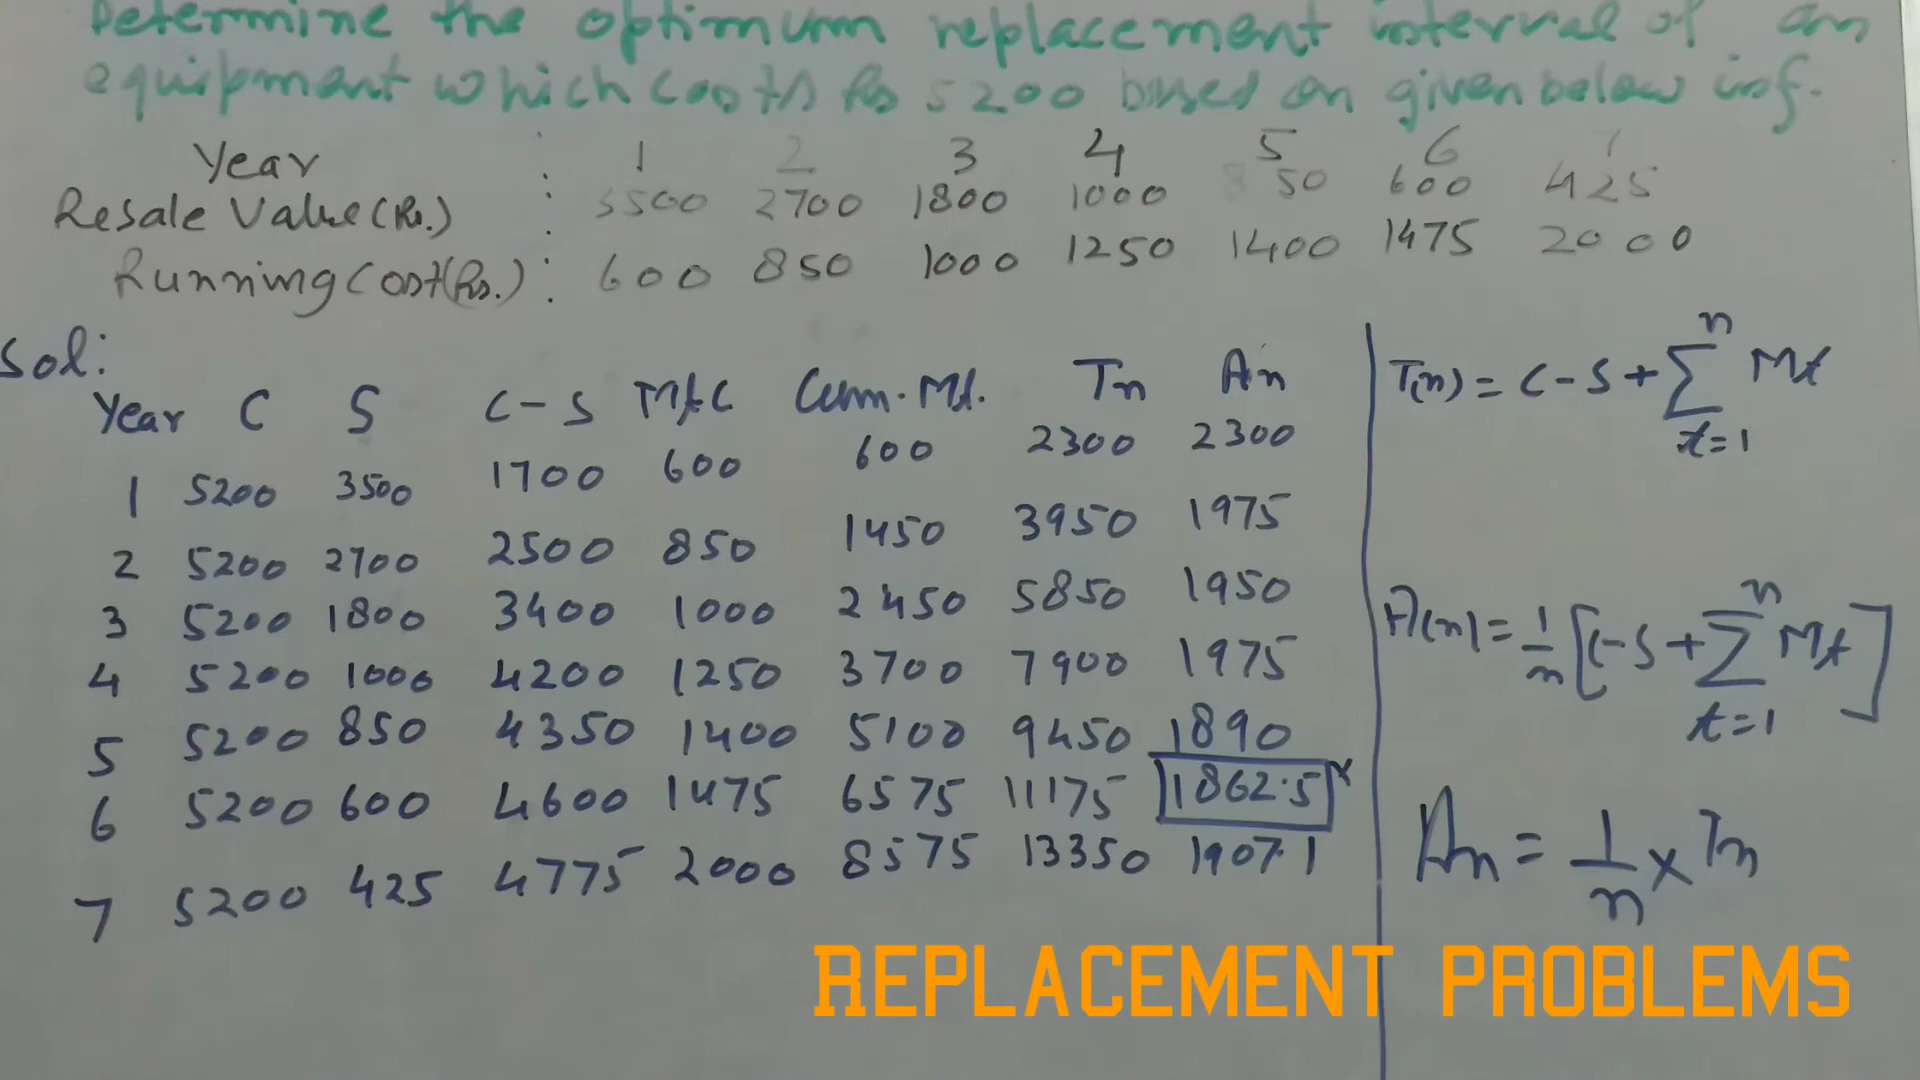 Determine the optimum replacement interval of an
equipment which costs Rs 5200 based on given below inf.
Year : 1 2 3 4 5 6 7
Resale Value (Rs.) : 3500 2700 1800 1000 850 600 425
Running Cost (Rs.) : 600 850 1000 1250 1400 1475 2000
Sol:
Year C S C-S MtC Cum. Mt. Tn An
1 5200 3500 1700 600 600 2300 2300
2 5200 2700 2500 850 1450 3950 1975
3 5200 1800 3400 1000 2450 5850 1950
4 5200 1000 4200 1250 3700 7900 1975
5 5200 850 4350 1400 5100 9450 1890
6 5200 600 4600 1475 6575 11175 1862.5*
7 5200 425 4775 2000 8575 13350 1907.1
T(n) = C-S+∑ⁿₜ₌₁ Mt
A(n) = 1/n [C-S+∑ⁿₜ₌₁ Mt]
An = 1/n × Tn
REPLACEMENT PROBLEMS